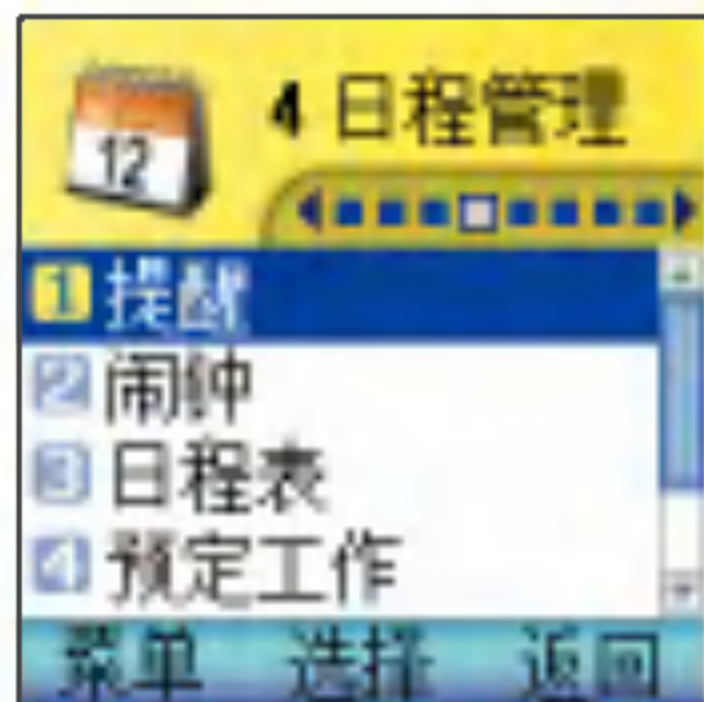 12
4 日程管理
1 提醒
2 闹钟
3 日程表
4 预定工作
菜单 选择 返回